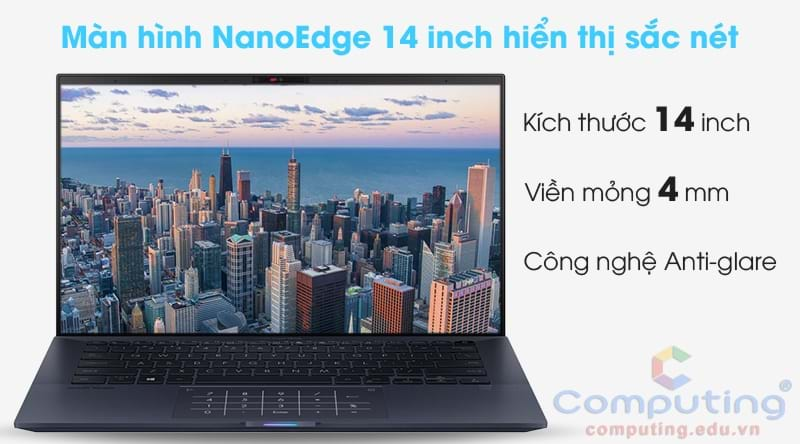 Màn hình NanoEdge 14 inch hiển thị sắc nét
Kích thước 14 inch
Viền mỏng 4 mm
Công nghệ Anti-glare
Computing®
computing.edu.vn